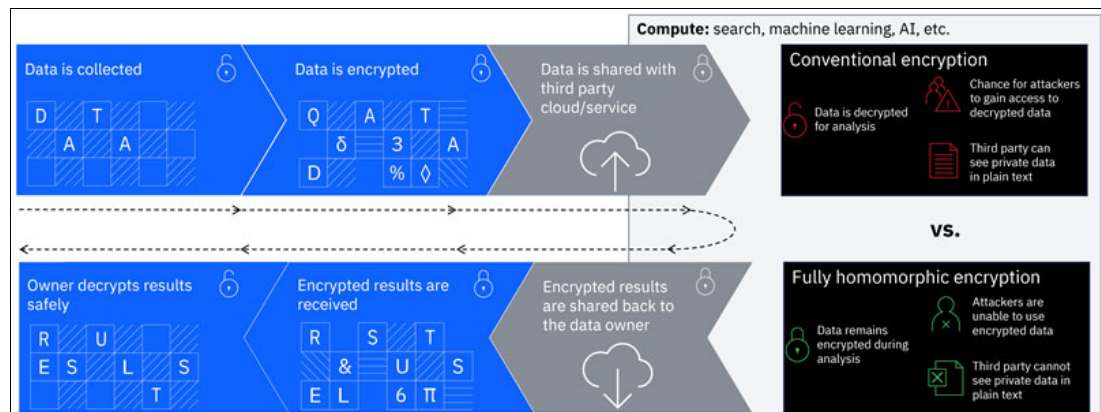 Compute: search, machine learning, AI, etc.
Data is collected
D T
A A
Data is encrypted
Q A T
δ 3 A
D % ◊
Data is shared with
third party
cloud/service
Conventional encryption
Data is decrypted
for analysis
Chance for attackers
to gain access to
decrypted data
Third party can
see private data
in plain text
vs.
Owner decrypts results
safely
R U
E S L S
T
Encrypted results are
received
R S T
& U S
E L 6 π
Encrypted results
are shared back to
the data owner
Fully homomorphic encryption
Data remains
encrypted during
analysis
Attackers are
unable to use
encrypted data
Third party cannot
see private data in
plain text